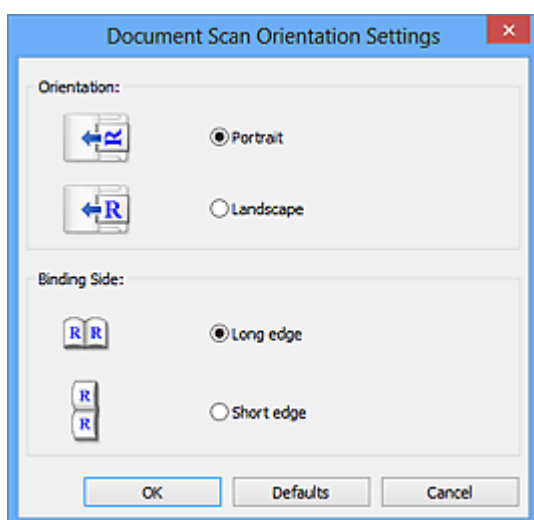 Document Scan Orientation Settings
Orientation:
R
Portrait
R
Landscape
Binding Side:
R R
Long edge
R
R
Short edge
OK Defaults Cancel